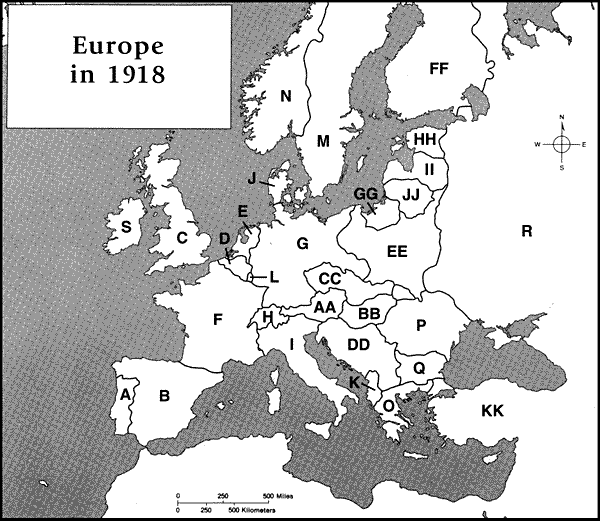 Europe
in 1918
FF
N
M
HH
II
J
GG
JJ
N
W E
S
S
C
E
D
G
EE
R
L
CC
F
H
AA
BB
P
I
DD
K
Q
A
B
O
KK
0 250 500 Miles
0 250 500 Kilometers